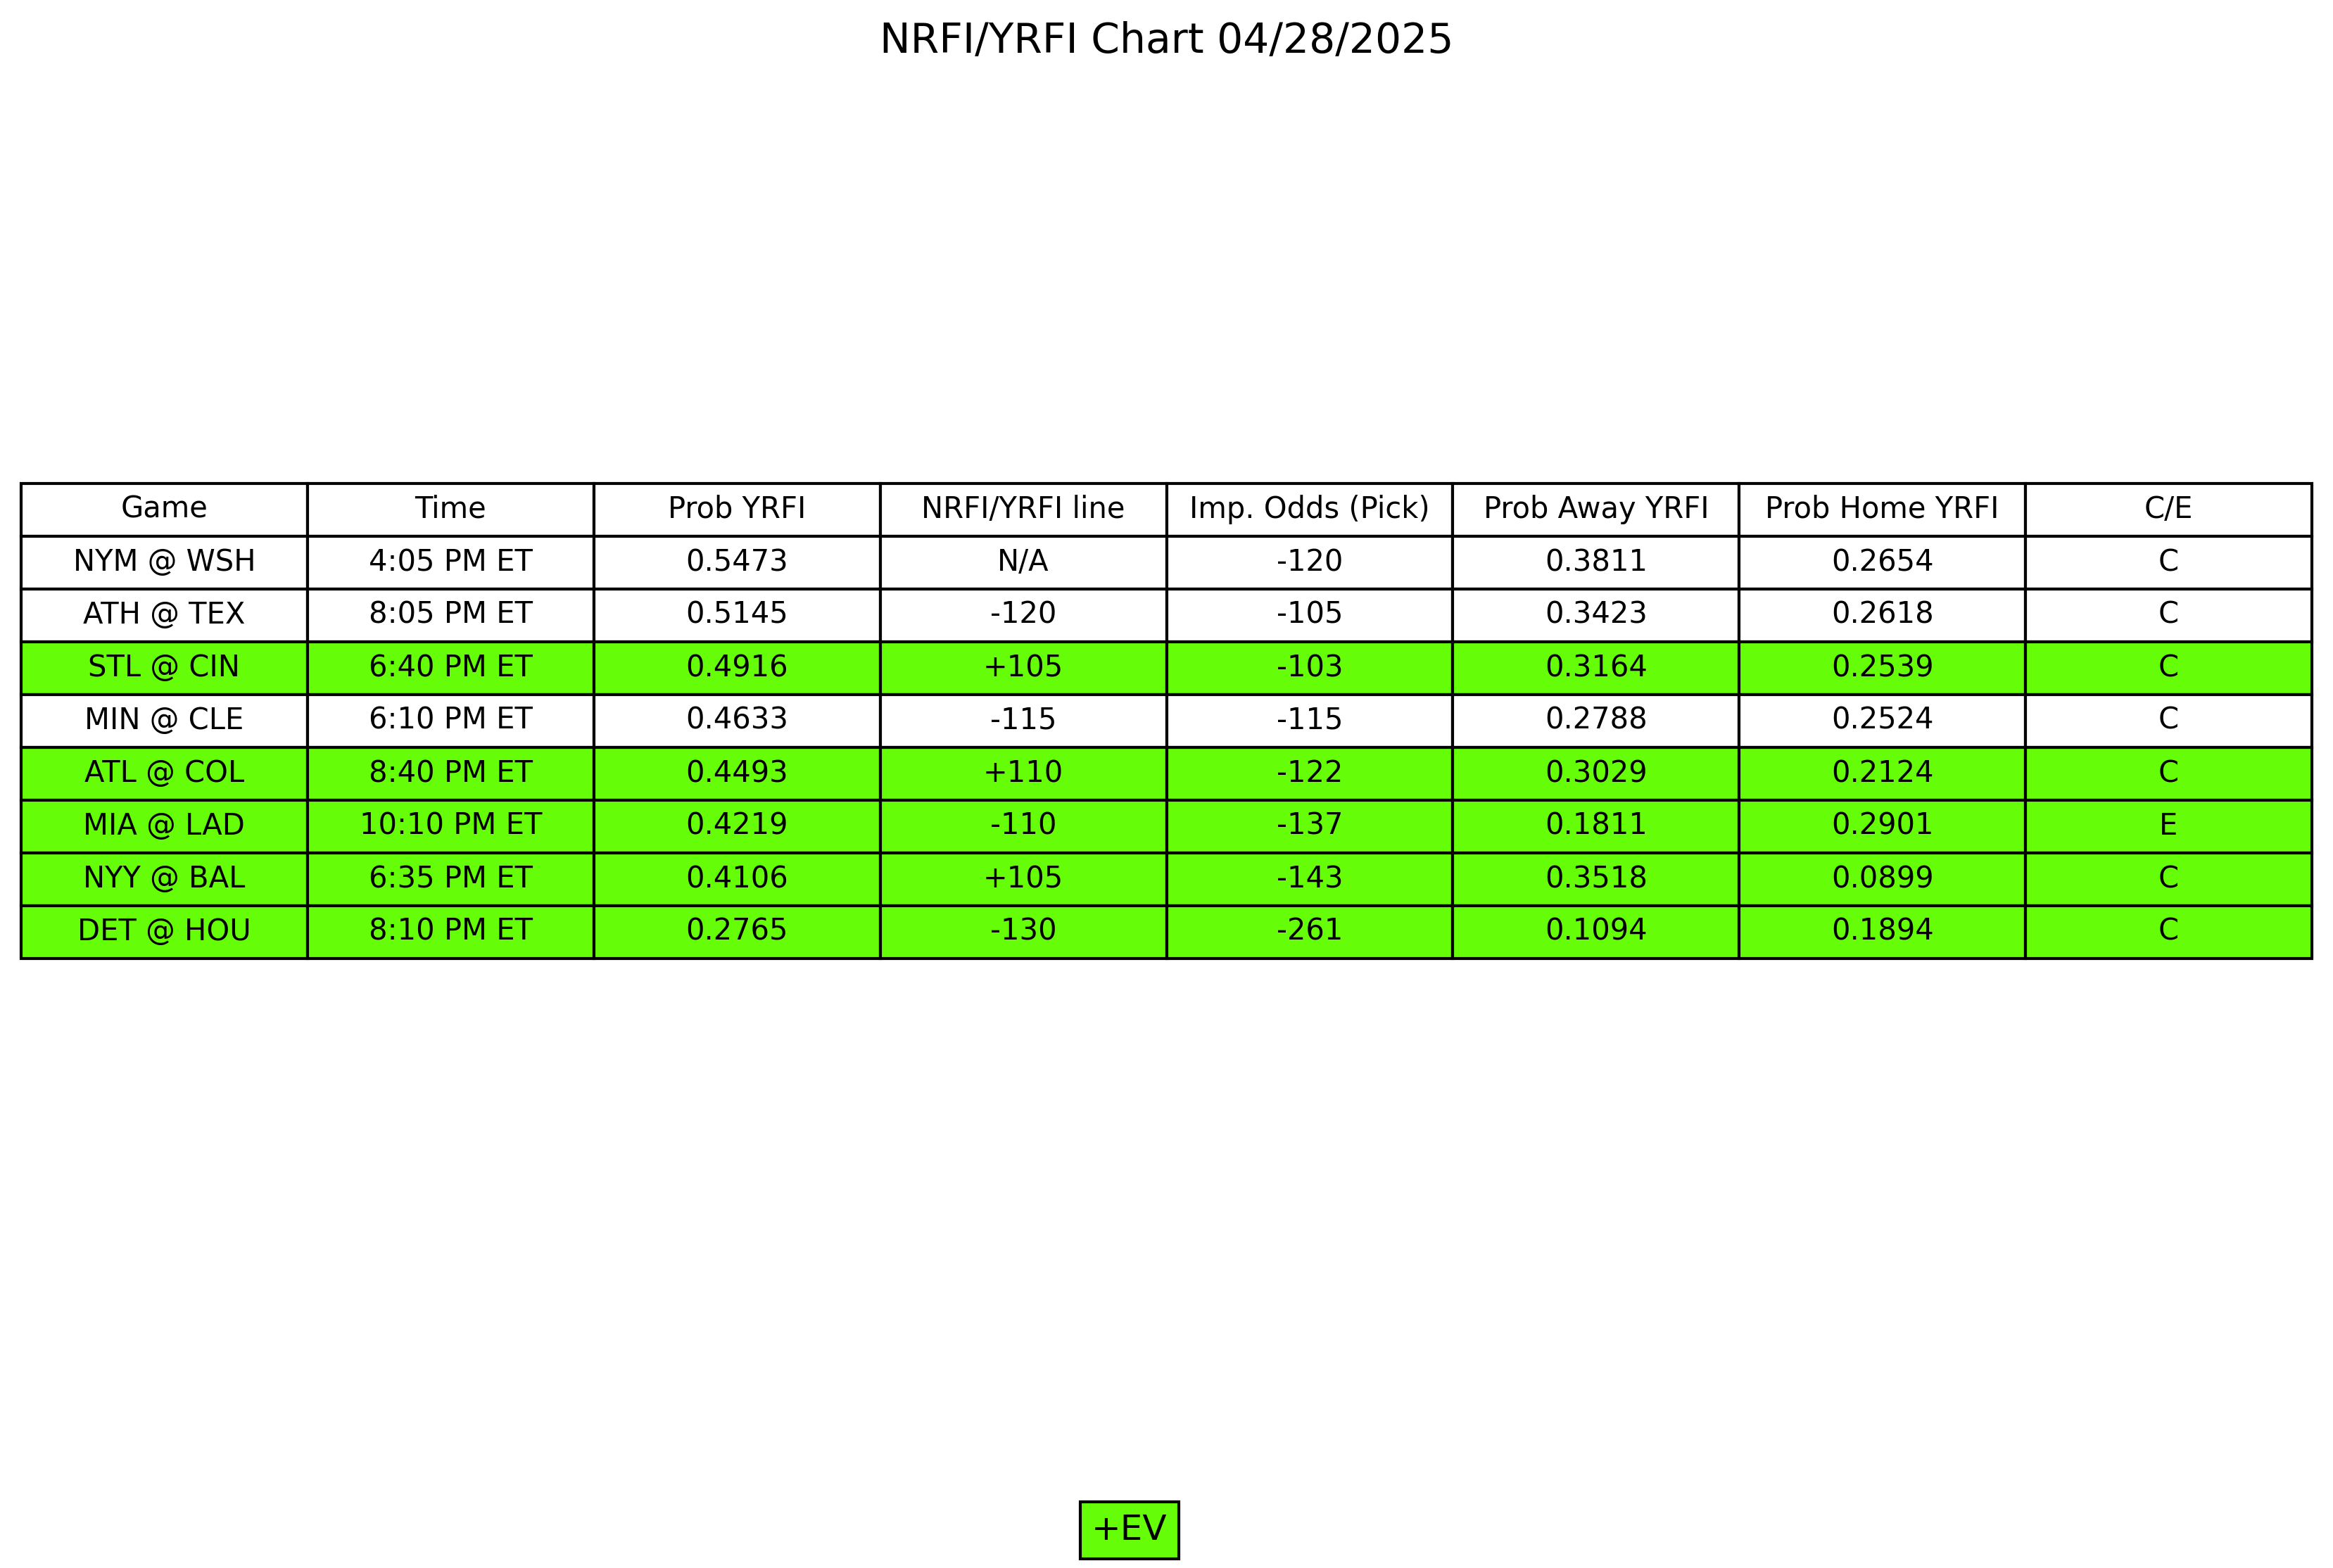 NRFI/YRFI Chart 04/28/2025
Game Time Prob YRFI NRFI/YRFI line Imp. Odds (Pick) Prob Away YRFI Prob Home YRFI C/E
NYM @ WSH 4:05 PM ET 0.5473 N/A -120 0.3811 0.2654 C
ATH @ TEX 8:05 PM ET 0.5145 -120 -105 0.3423 0.2618 C
STL @ CIN 6:40 PM ET 0.4916 +105 -103 0.3164 0.2539 C
MIN @ CLE 6:10 PM ET 0.4633 -115 -115 0.2788 0.2524 C
ATL @ COL 8:40 PM ET 0.4493 +110 -122 0.3029 0.2124 C
MIA @ LAD 10:10 PM ET 0.4219 -110 -137 0.1811 0.2901 E
NYY @ BAL 6:35 PM ET 0.4106 +105 -143 0.3518 0.0899 C
DET @ HOU 8:10 PM ET 0.2765 -130 -261 0.1094 0.1894 C
+EV